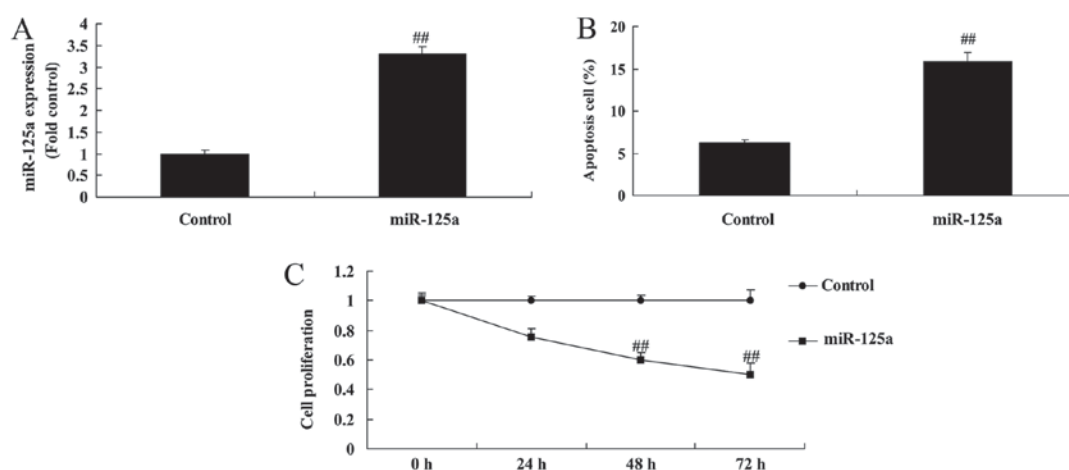 A
miR-125a expression
(Fold control)
4
3.5
3
2.5
2
1.5
1
0.5
0
##
Control
miR-125a
B
Apoptosis cell (%)
20
15
10
5
0
##
Control
miR-125a
C
Cell proliferation
1.2
1
0.8
0.6
0.4
0.2
0
##
##
0 h
24 h
48 h
72 h
Control
miR-125a